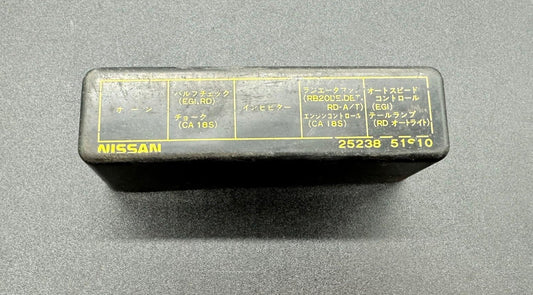 ホーン
バルブチェック
(EGI,RD)
チョーク
(CA 18S)
インヒビター
(RB20DE.DET
RD-A/T)
エンジンコントロール
(CA 18S)
オートスピード
コントロール
(EGI)
テールランプ
(RD オートライト)
NISSAN
25238